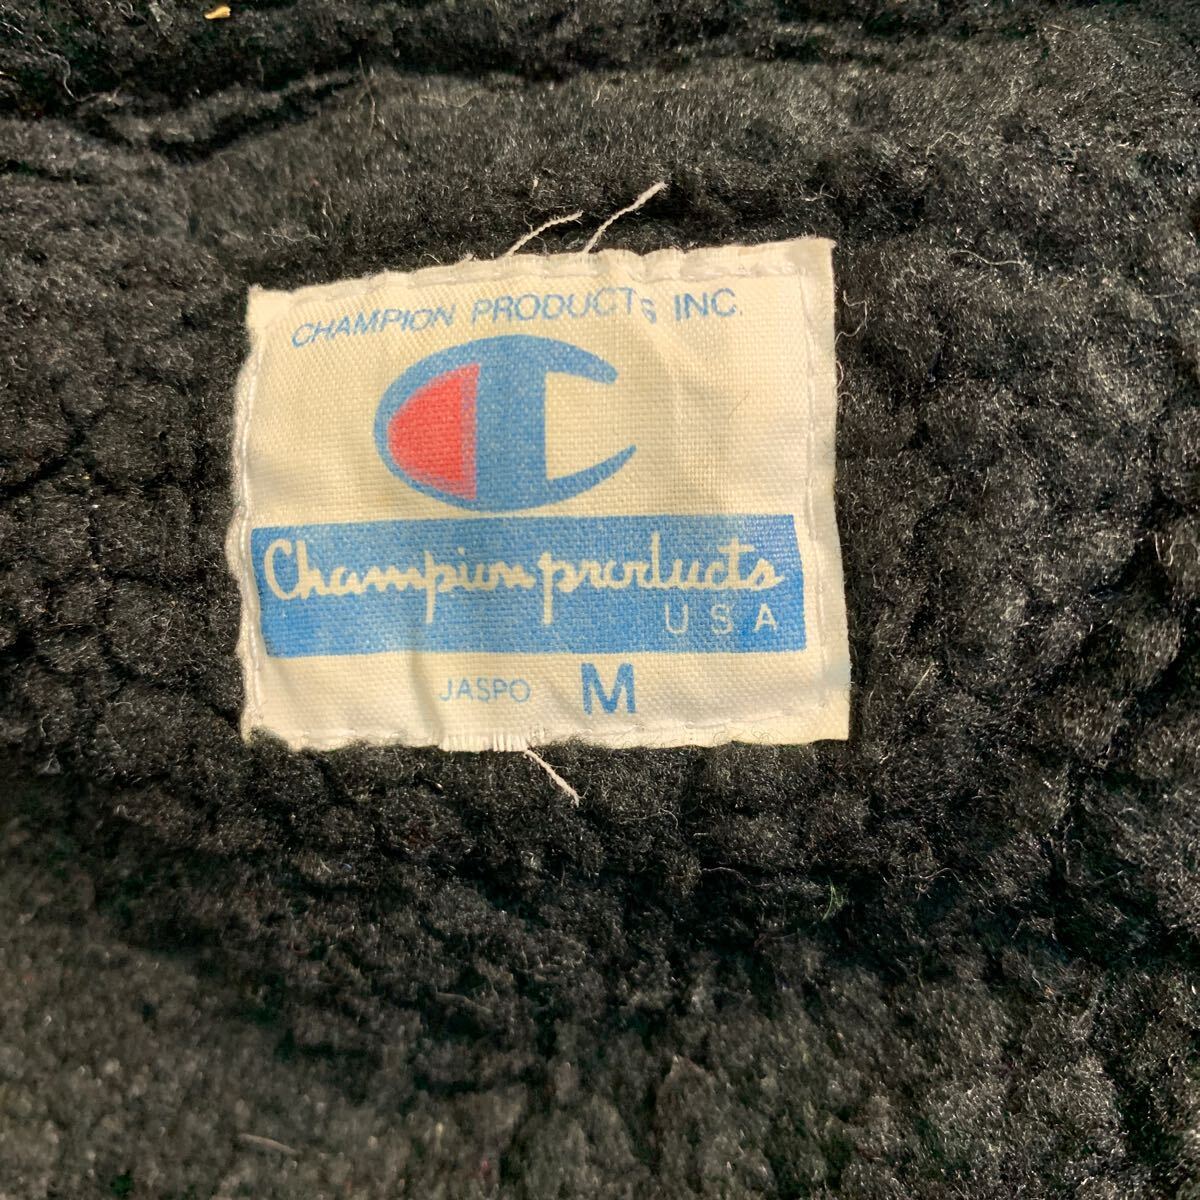 CHAMPION PRODUCTS INC.
Champion products
USA
JASPO M